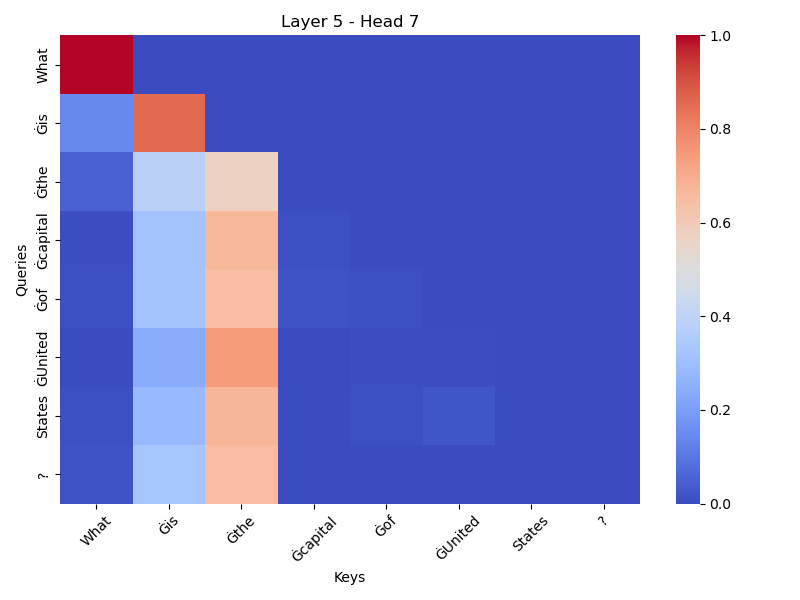 Layer 5 - Head 7
Queries
What
Ġis
Ġthe
Ġcapital
Ġof
ĠUnited
States
?
What
Ġis
Ġthe
Ġcapital
Ġof
ĠUnited
States
?
Keys
1.0
0.8
0.6
0.4
0.2
0.0